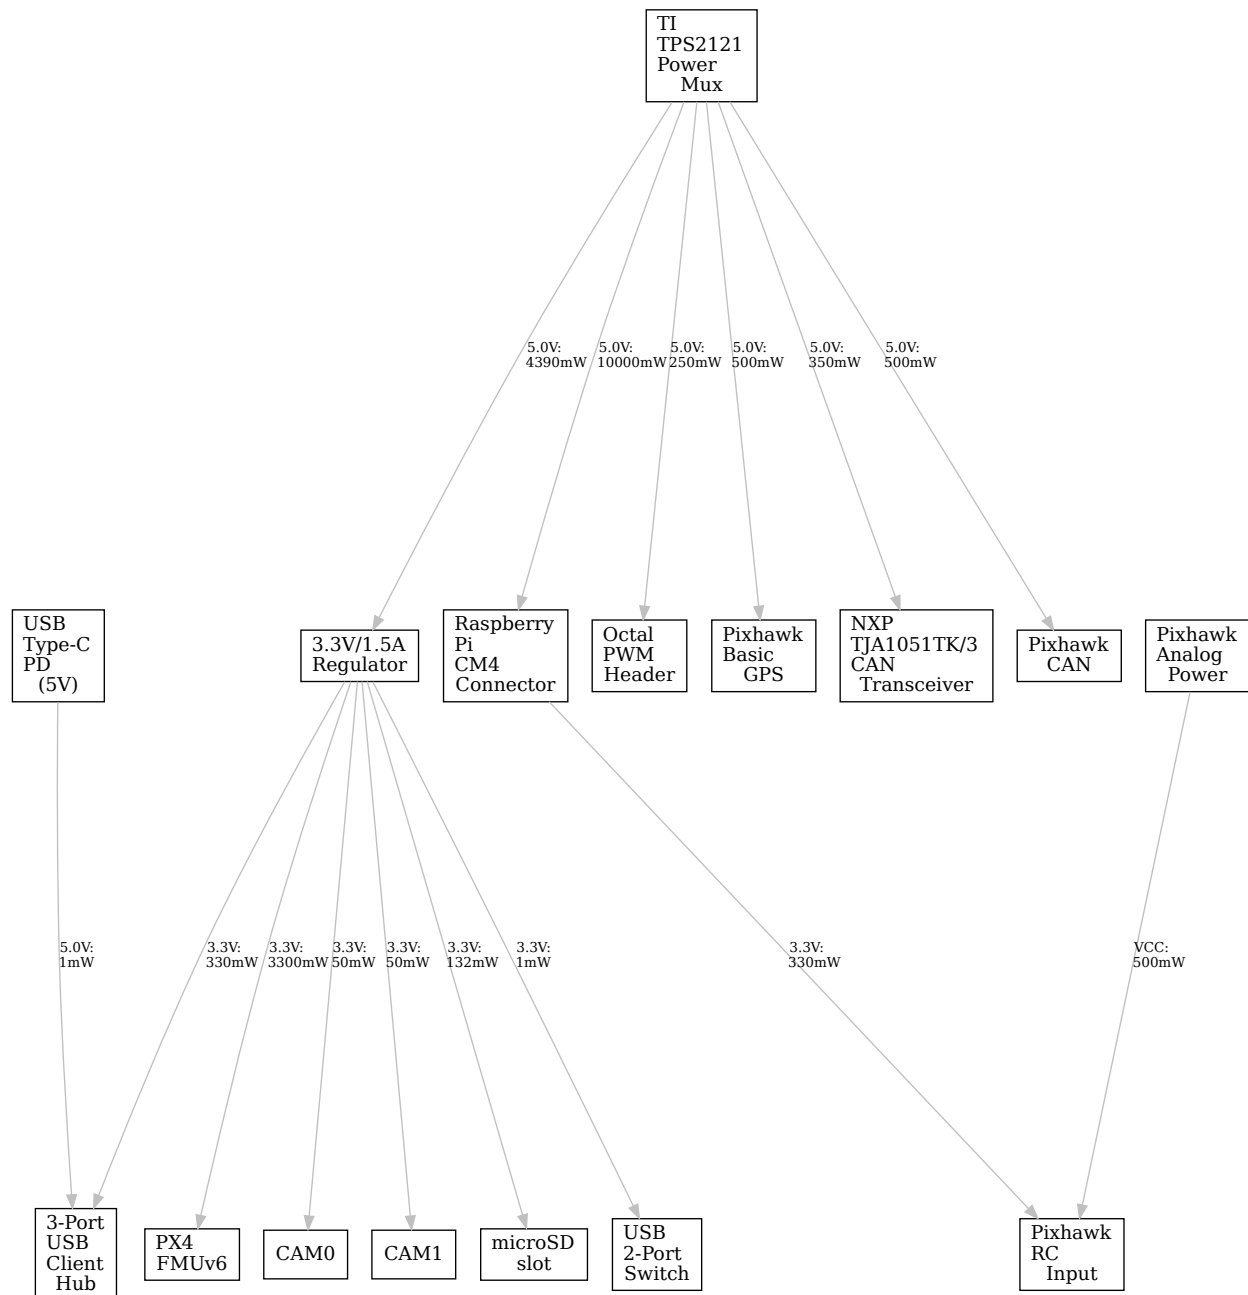 TI
TPS2121
Power
Mux
5.0V:
4390mW
5.0V:
10000mW
5.0V:
250mW
5.0V:
500mW
5.0V:
350mW
5.0V:
500mW
USB
Type-C
PD
(5V)
3.3V/1.5A
Regulator
Raspberry
Pi
CM4
Connector
Octal
PWM
Header
Pixhawk
Basic
GPS
NXP
TJA1051TK/3
CAN
Transceiver
Pixhawk
CAN
Pixhawk
Analog
Power
5.0V:
1mW
3.3V:
330mW
3.3V:
3300mW
3.3V:
50mW
3.3V:
50mW
3.3V:
132mW
3.3V:
1mW
3.3V:
330mW
VCC:
500mW
3-Port
USB
Client
Hub
PX4
FMUv6
CAM0
CAM1
microSD
slot
USB
2-Port
Switch
Pixhawk
RC
Input